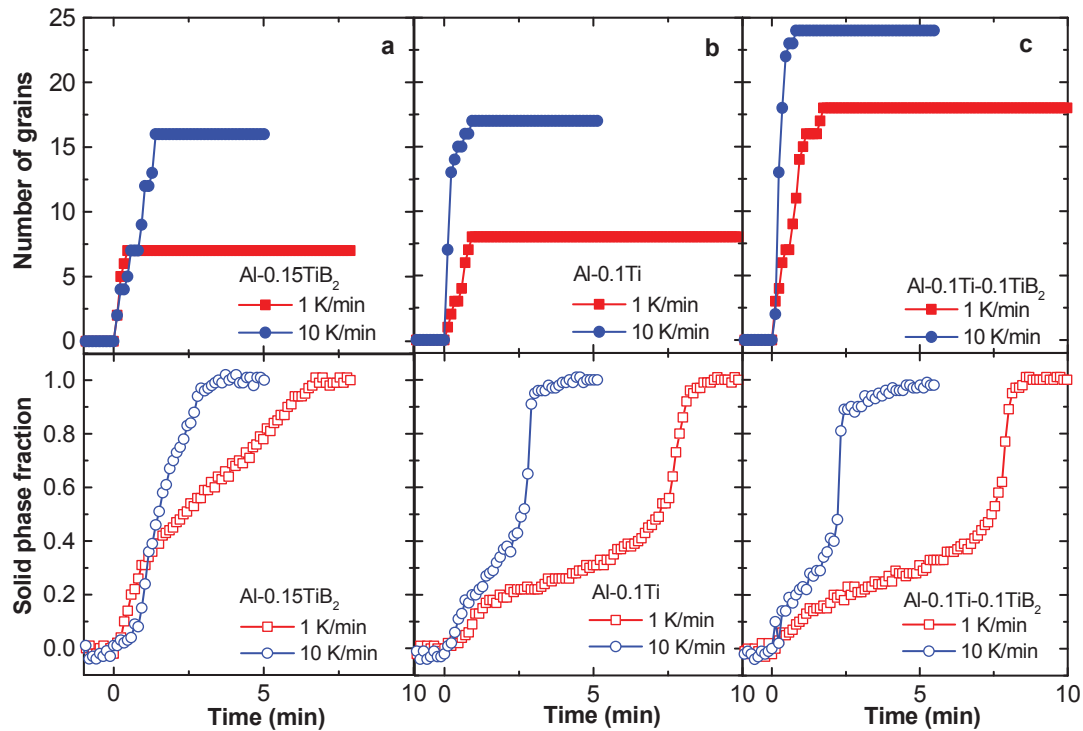 Number of grains
25
20
15
10
5
0
a
Al-0.15TiB2
1 K/min
10 K/min
b
Al-0.1Ti
1 K/min
10 K/min
c
Al-0.1Ti-0.1TiB2
1 K/min
10 K/min
Solid phase fraction
1.0
0.8
0.6
0.4
0.2
0.0
Al-0.15TiB2
1 K/min
10 K/min
Al-0.1Ti
1 K/min
10 K/min
Al-0.1Ti-0.1TiB2
1 K/min
10 K/min
0 5 10 0 5 10 0 5 10
Time (min) Time (min) Time (min)